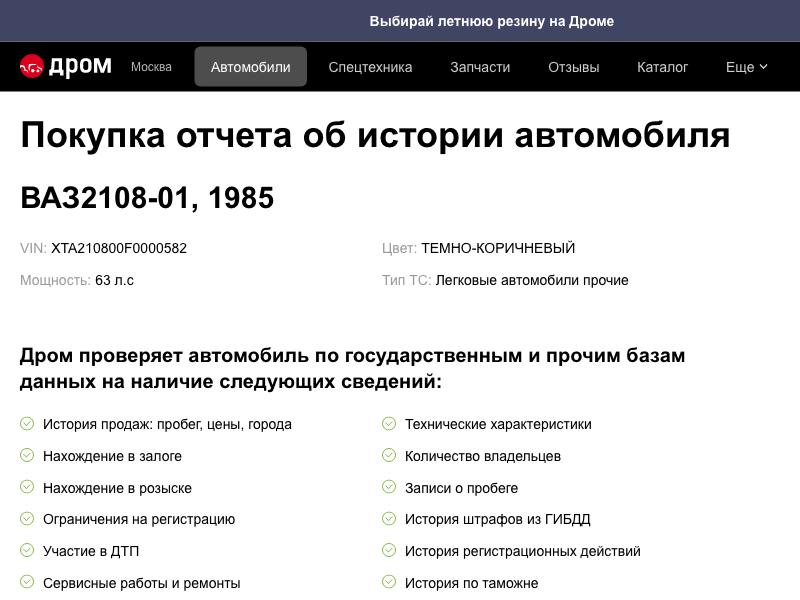 Выбирай летнюю резину на Дроме
дром Москва Автомобили Спецтехника Запчасти Отзывы Каталог Еще
Покупка отчета об истории автомобиля
ВАЗ2108-01, 1985
VIN: XTA210800F0000582
Цвет: ТЕМНО-КОРИЧНЕВЫЙ
Мощность: 63 л.с
Тип ТС: Легковые автомобили прочие
Дром проверяет автомобиль по государственным и прочим базам
данных на наличие следующих сведений:
История продаж: пробег, цены, города
Технические характеристики
Нахождение в залоге
Количество владельцев
Нахождение в розыске
Записи о пробеге
Ограничения на регистрацию
История штрафов из ГИБДД
Участие в ДТП
История регистрационных действий
Сервисные работы и ремонты
История по таможне